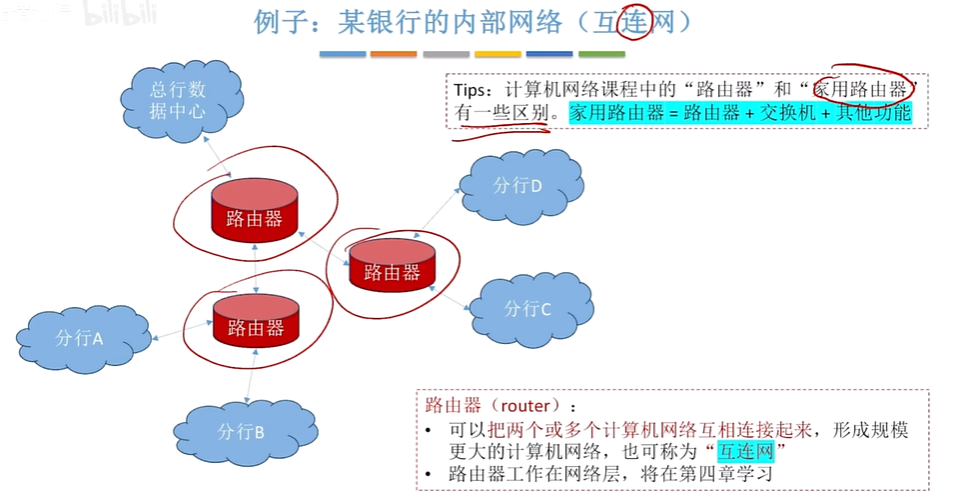 bilibili
例子：某银行的内部网络（互连网）
Tips：计算机网络课程中的“路由器”和“家用路由器”
有一些区别。家用路由器 = 路由器 + 交换机 + 其他功能
总行数
据中心
路由器
分行D
路由器
分行C
路由器
分行A
分行B
路由器（router）：
• 可以把两个或多个计算机网络互相连接起来，形成规模
更大的计算机网络，也可称为“互连网”
• 路由器工作在网络层，将在第四章学习